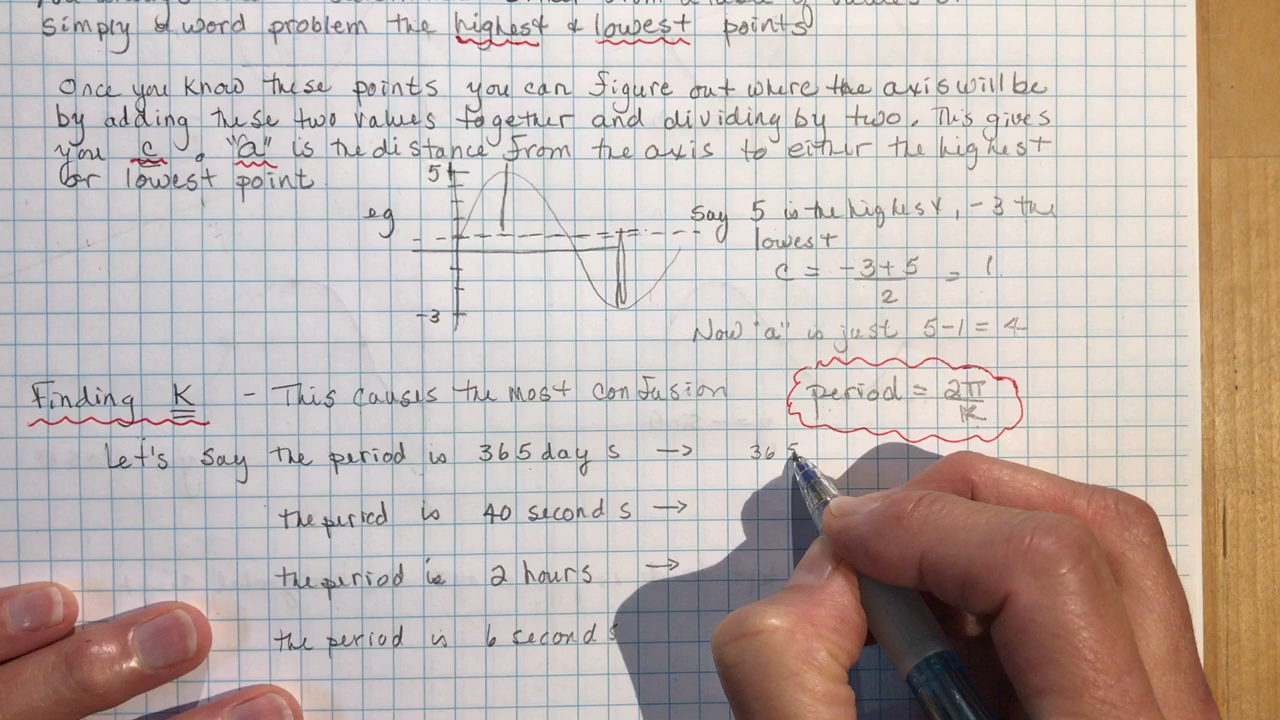 simply a word problem the highest & lowest points
Once you know these points you can figure out where the axis will be
by adding these two values together and dividing by two. This gives
you c. "a" is the distance from the axis to either the highest
or lowest point
5
eg
-3
say 5 is the highest, -3 the
lowest
c = -3+5 / 2 = 1
Now "a" is just 5-1 = 4
Finding K - This causes the most confusion
period = 2π/K
Let's say the period is 365 days → 365
the period is 40 seconds →
the period is 2 hours →
the period is 6 seconds